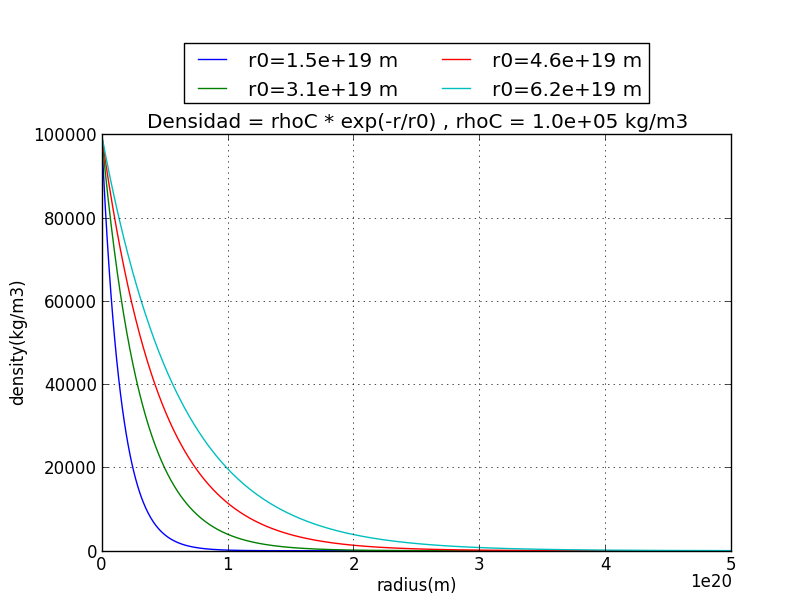 r0=1.5e+19 m r0=4.6e+19 m
r0=3.1e+19 m r0=6.2e+19 m
Densidad = rhoC * exp(-r/r0) , rhoC = 1.0e+05 kg/m3
100000
80000
60000
40000
20000
0
density(kg/m3)
0 1 2 3 4 5
1e20
radius(m)